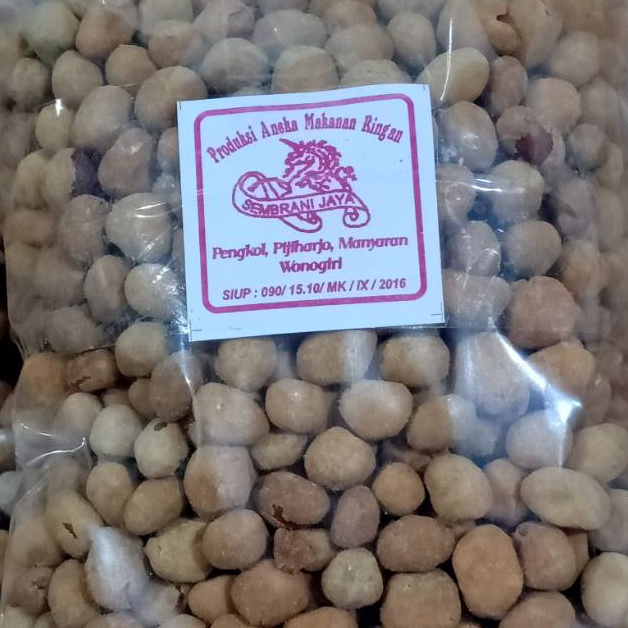 Produksi Aneka Makanan Ringan
SEMBRANI JAYA
Pengkol, Pijiharjo, Manyaran
Wonogiri
SIUP : 090/ 15.10/ MK / IX / 2016